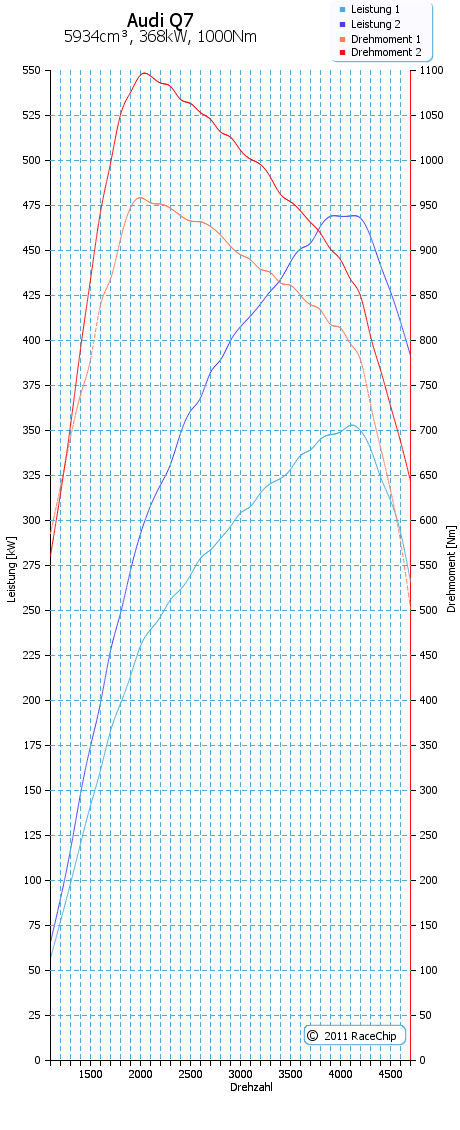 Audi Q7
5934cm³, 368kW, 1000Nm
Leistung 1
Leistung 2
Drehmoment 1
Drehmoment 2
550 1100
525 1050
500 1000
475 950
450 900
425 850
400 800
375 750
350 700
325 650
300 600
275 550
250 500
225 450
200 400
175 350
150 300
125 250
100 200
75 150
50 100
25 50
0 0
Leistung [kW]
Drehmoment [Nm]
© 2011 RaceChip
1500 2000 2500 3000 3500 4000 4500
Drehzahl